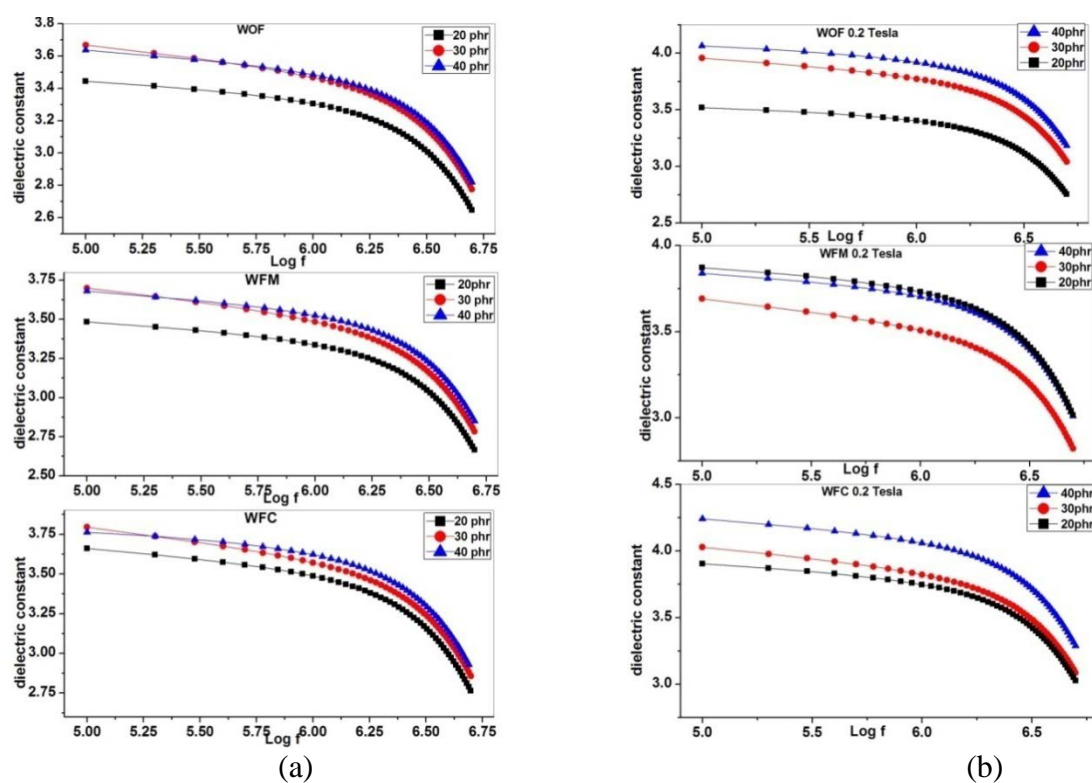 WOF
20 phr
30 phr
40 phr
3.8
3.6
3.4
3.2
3.0
2.8
2.6
dielectric constant
5.00 5.25 5.50 5.75 6.00 6.25 6.50 6.75
Log f
WFM
20phr
30 phr
40 phr
3.75
3.50
3.25
3.00
2.75
2.50
dielectric constant
5.00 5.25 5.50 5.75 6.00 6.25 6.50 6.75
Log f
WFC
20 phr
30 phr
40 phr
3.75
3.50
3.25
3.00
2.75
dielectric constant
5.00 5.25 5.50 5.75 6.00 6.25 6.50 6.75
Log f
(a)
WOF 0.2 Tesla
40phr
30phr
20phr
4.0
3.5
3.0
2.5
dielectric constant
5.0 5.5 6.0 6.5
Log f
WFM 0.2 Tesla
40phr
30phr
20phr
4.0
3.5
3.0
dielectric constant
5.0 5.5 6.0 6.5
Log f
WFC 0.2 Tesla
40phr
30phr
20phr
4.5
4.0
3.5
3.0
dielectric constant
5.0 5.5 6.0 6.5
Log f
(b)